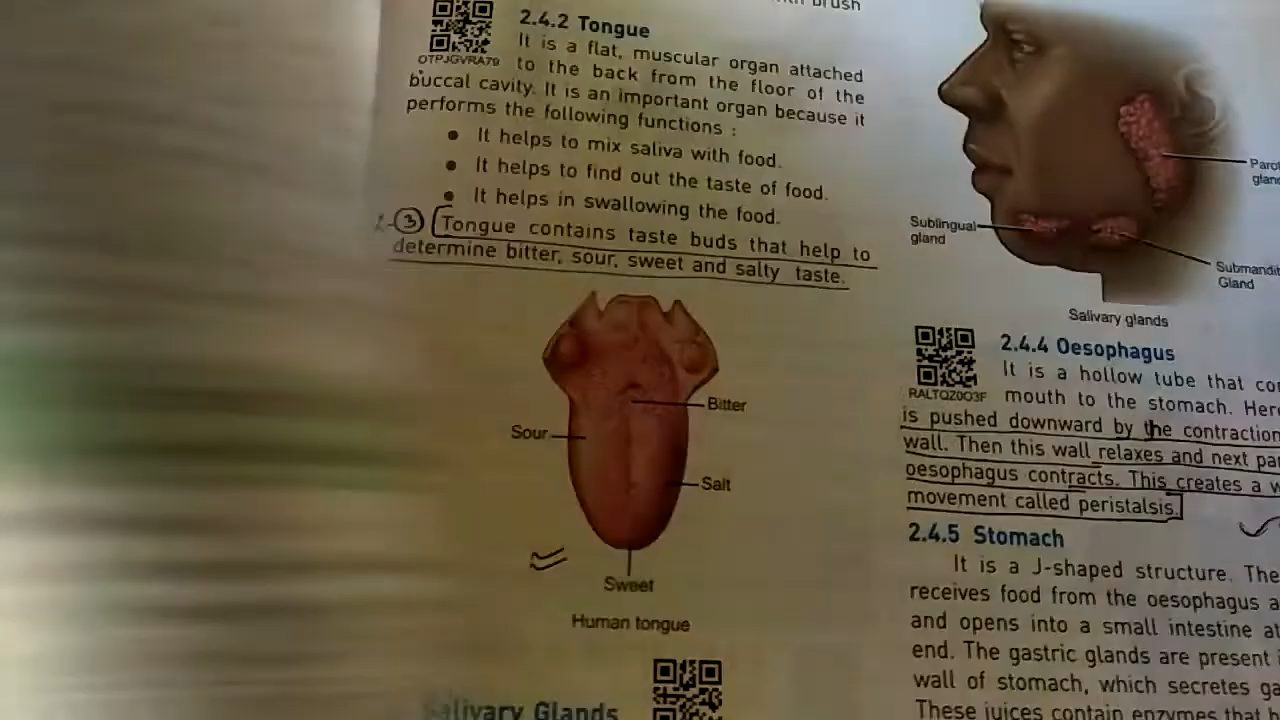 with brush
2.4.2 Tongue
It is a flat, muscular organ attached
OTPJGVRA79
to the back from the floor of the
buccal cavity. It is an important organ because it
performs the following functions :
• It helps to mix saliva with food.
• It helps to find out the taste of food.
• It helps in swallowing the food.
3
Tongue contains taste buds that help to
determine bitter, sour, sweet and salty taste.
Bitter
Sour
Salt
Sweet
Human tongue
Salivary Glands
Sublingual
gland
Gland
Salivary glands
2.4.4 Oesophagus
It is a hollow tube that
RALTQZ0O3F
mouth to the stomach.
is pushed downward by the contraction
wall. Then this wall relaxes and next
oesophagus contracts. This creates a
movement called peristalsis.
2.4.5 Stomach
It is a J-shaped structure. The
receives food from the oesophagus
and opens into a small intestine
end. The gastric glands are present
wall of stomach, which secretes
These juices contain enzymes that